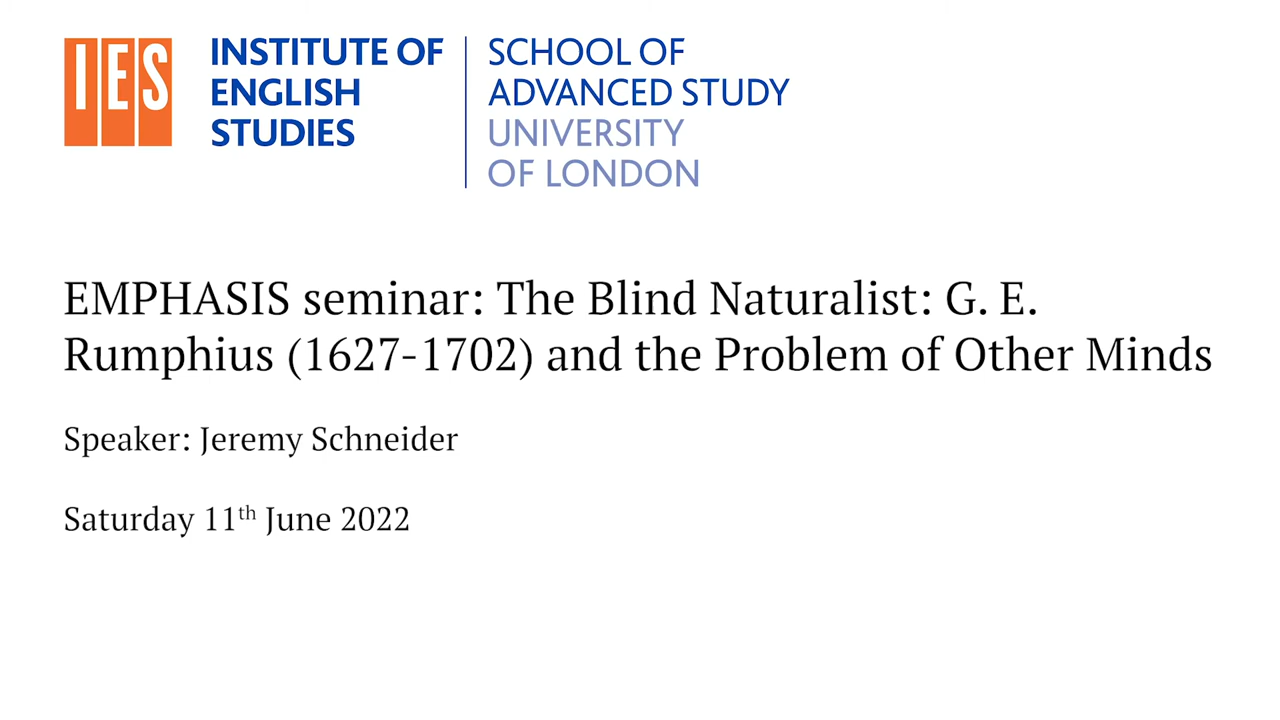 IES
INSTITUTE OF
ENGLISH
STUDIES
SCHOOL OF
ADVANCED STUDY
UNIVERSITY
OF LONDON
EMPHASIS seminar: The Blind Naturalist: G. E.
Rumphius (1627-1702) and the Problem of Other Minds
Speaker: Jeremy Schneider
Saturday 11th June 2022